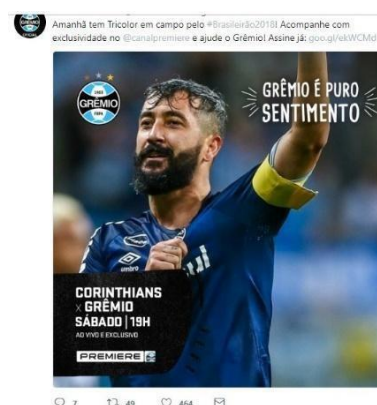 Amanhã tem Tricolor em campo pelo #Brasileirão2018! Acompanhe com
exclusividade no @canalpremiere e ajude o Grêmio! Assine já: goo.gl/ekWCMd
GRÊMIO
GRÊMIO É PURO
SENTIMENTO
umbro
CORINTHIANS
x GRÊMIO
SÁBADO | 19H
AO VIVO E EXCLUSIVO
PREMIERE
7 49 464